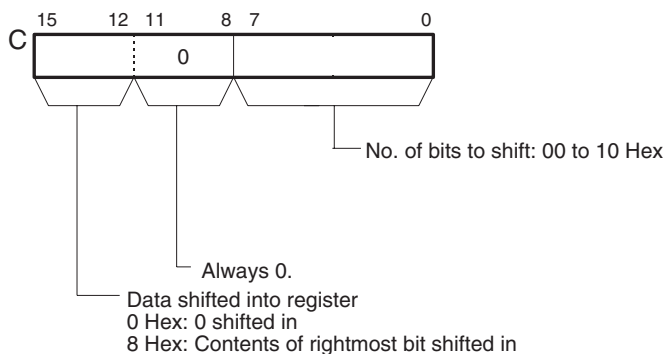 15 12 11 8 7 0
C
0
No. of bits to shift: 00 to 10 Hex
Always 0.
Data shifted into register
0 Hex: 0 shifted in
8 Hex: Contents of rightmost bit shifted in